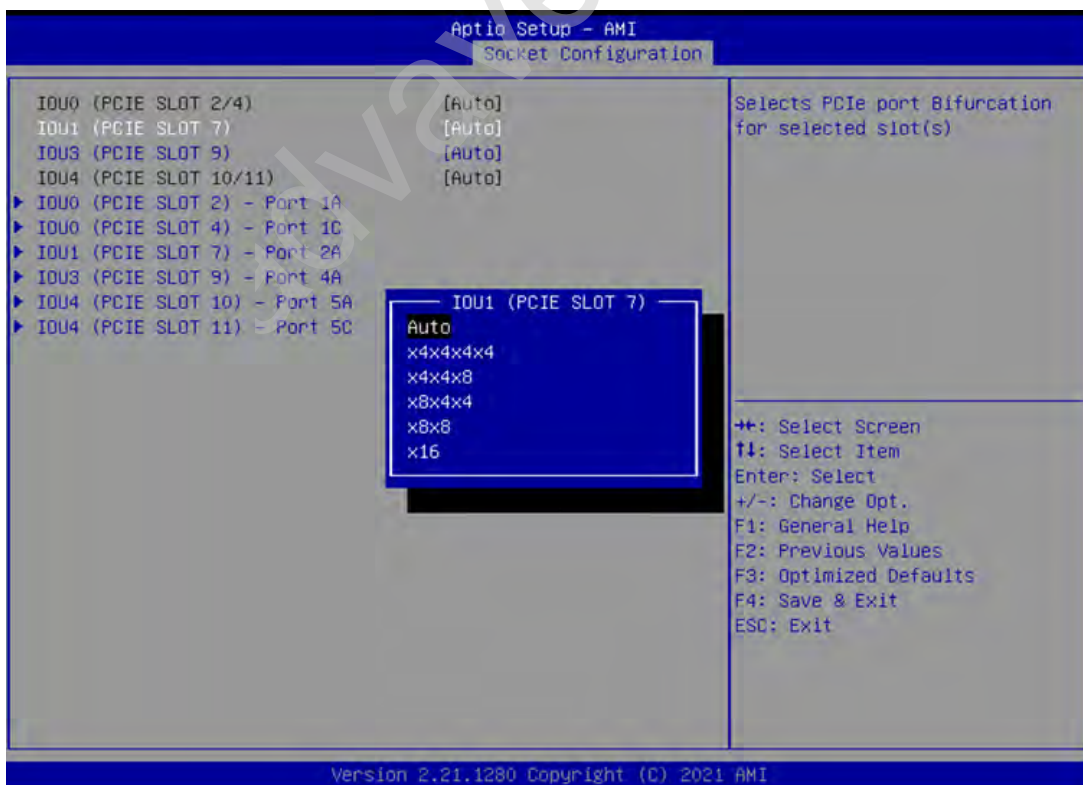 Aptio Setup – AMI
Socket Configuration
IOU0 (PCIE SLOT 2/4) [Auto]
IOU1 (PCIE SLOT 7) [Auto]
IOU3 (PCIE SLOT 9) [Auto]
IOU4 (PCIE SLOT 10/11) [Auto]
IOU0 (PCIE SLOT 2) – Port 1A
IOU0 (PCIE SLOT 4) – Port 1C
IOU1 (PCIE SLOT 7) – Port 2A
IOU3 (PCIE SLOT 9) – Port 4A
IOU4 (PCIE SLOT 10) – Port 5A
IOU4 (PCIE SLOT 11) – Port 5C
IOU1 (PCIE SLOT 7)
Auto
x4x4x4x4
x4x4x8
x8x4x4
x8x8
x16
Selects PCIe port Bifurcation
for selected slot(s)
→←: Select Screen
↑↓: Select Item
Enter: Select
+/-: Change Opt.
F1: General Help
F2: Previous Values
F3: Optimized Defaults
F4: Save & Exit
ESC: Exit
Version 2.21.1280 Copyright (C) 2021 AMI